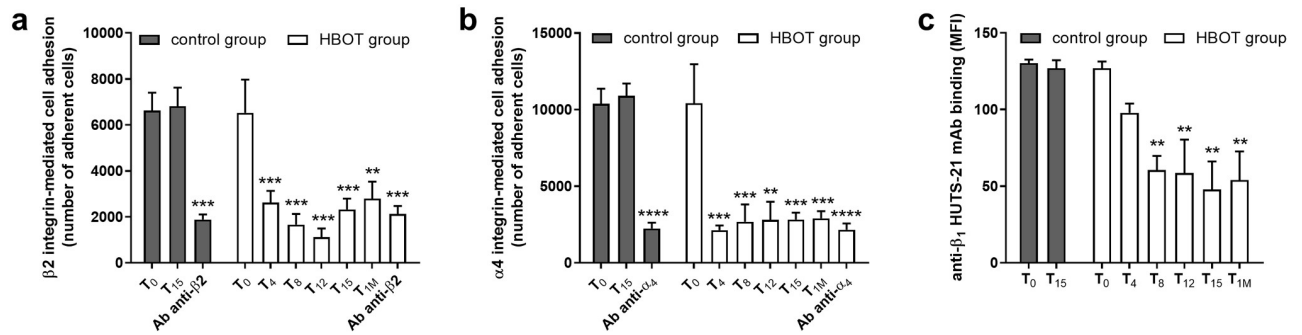 a
control group
HBOT group
β2 integrin-mediated cell adhesion
(number of adherent cells)
10000
8000
6000
4000
2000
0
***
***
***
***
***
**
***
T₀
T₁₅
Ab anti-β2
T₀
T₄
T₈
T₁₂
T₁₅
T₁M
Ab anti-β2
b
control group
HBOT group
α4 integrin-mediated cell adhesion
(number of adherent cells)
15000
10000
5000
0
****
***
***
**
***
***
****
T₀
T₁₅
Ab anti-α₄
T₀
T₄
T₈
T₁₂
T₁₅
T₁M
Ab anti-α₄
c
control group
HBOT group
anti-β₁ HUTS-21 mAb binding (MFI)
150
100
50
0
**
**
**
**
T₀
T₁₅
T₀
T₄
T₈
T₁₂
T₁₅
T₁M